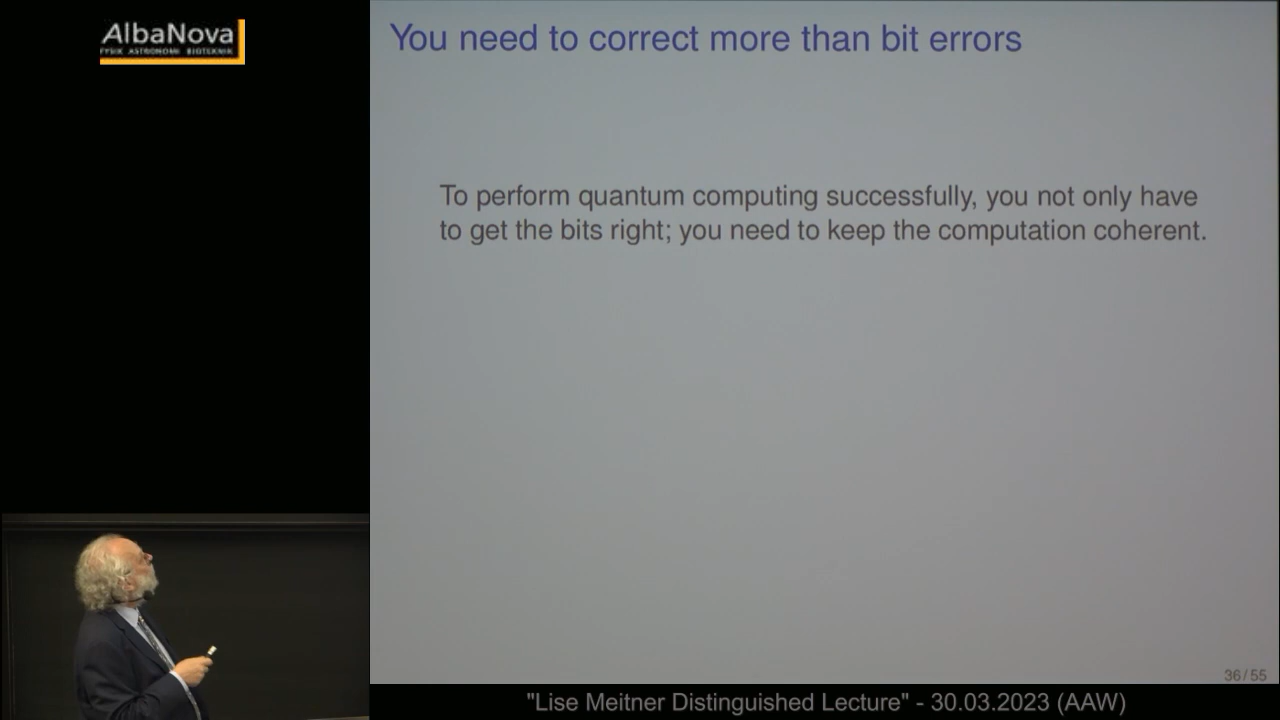 AlbaNova
FYSIK ASTRONOMI BIOTEKNIK
You need to correct more than bit errors
To perform quantum computing successfully, you not only have
to get the bits right; you need to keep the computation coherent.
36/55
"Lise Meitner Distinguished Lecture" - 30.03.2023 (AAW)